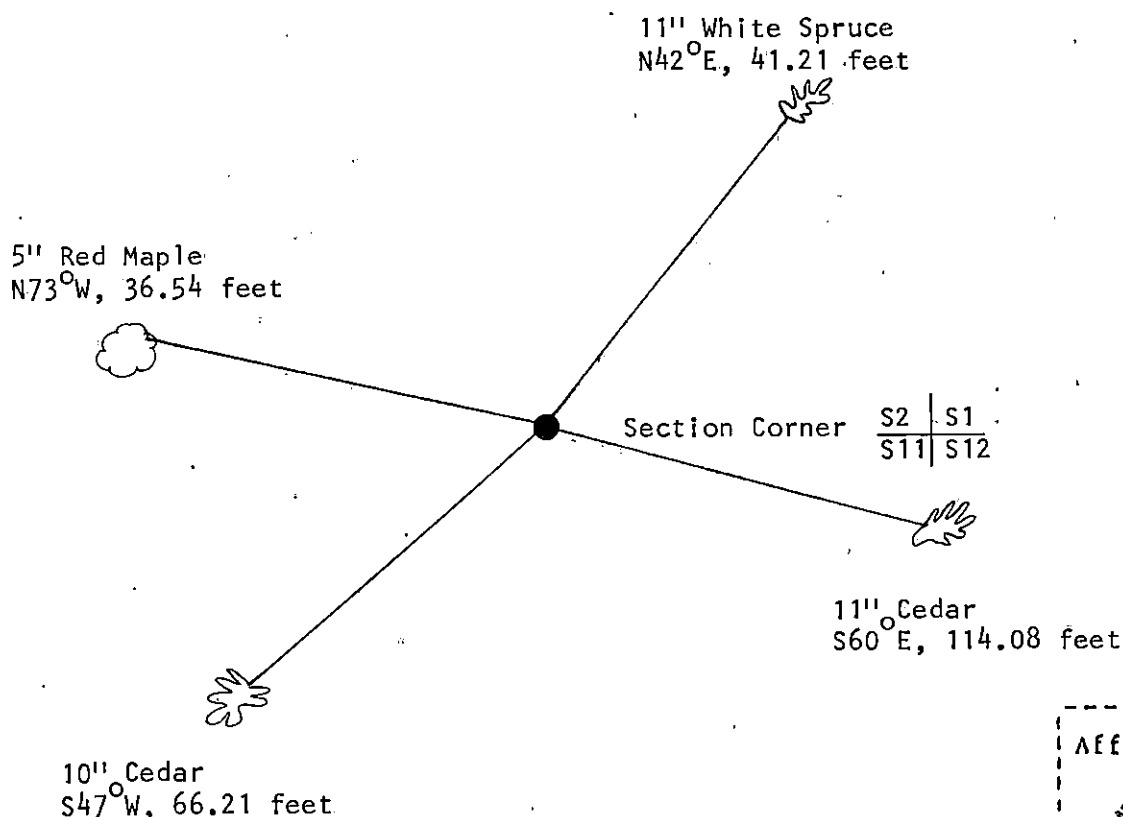 11" White Spruce
N42°E, 41.21 feet
5" Red Maple
N73°W, 36.54 feet
Section Corner S2 S1
S11 S12
11" Cedar
S60°E, 114.08 feet
10" Cedar
S47°W, 66.21 feet